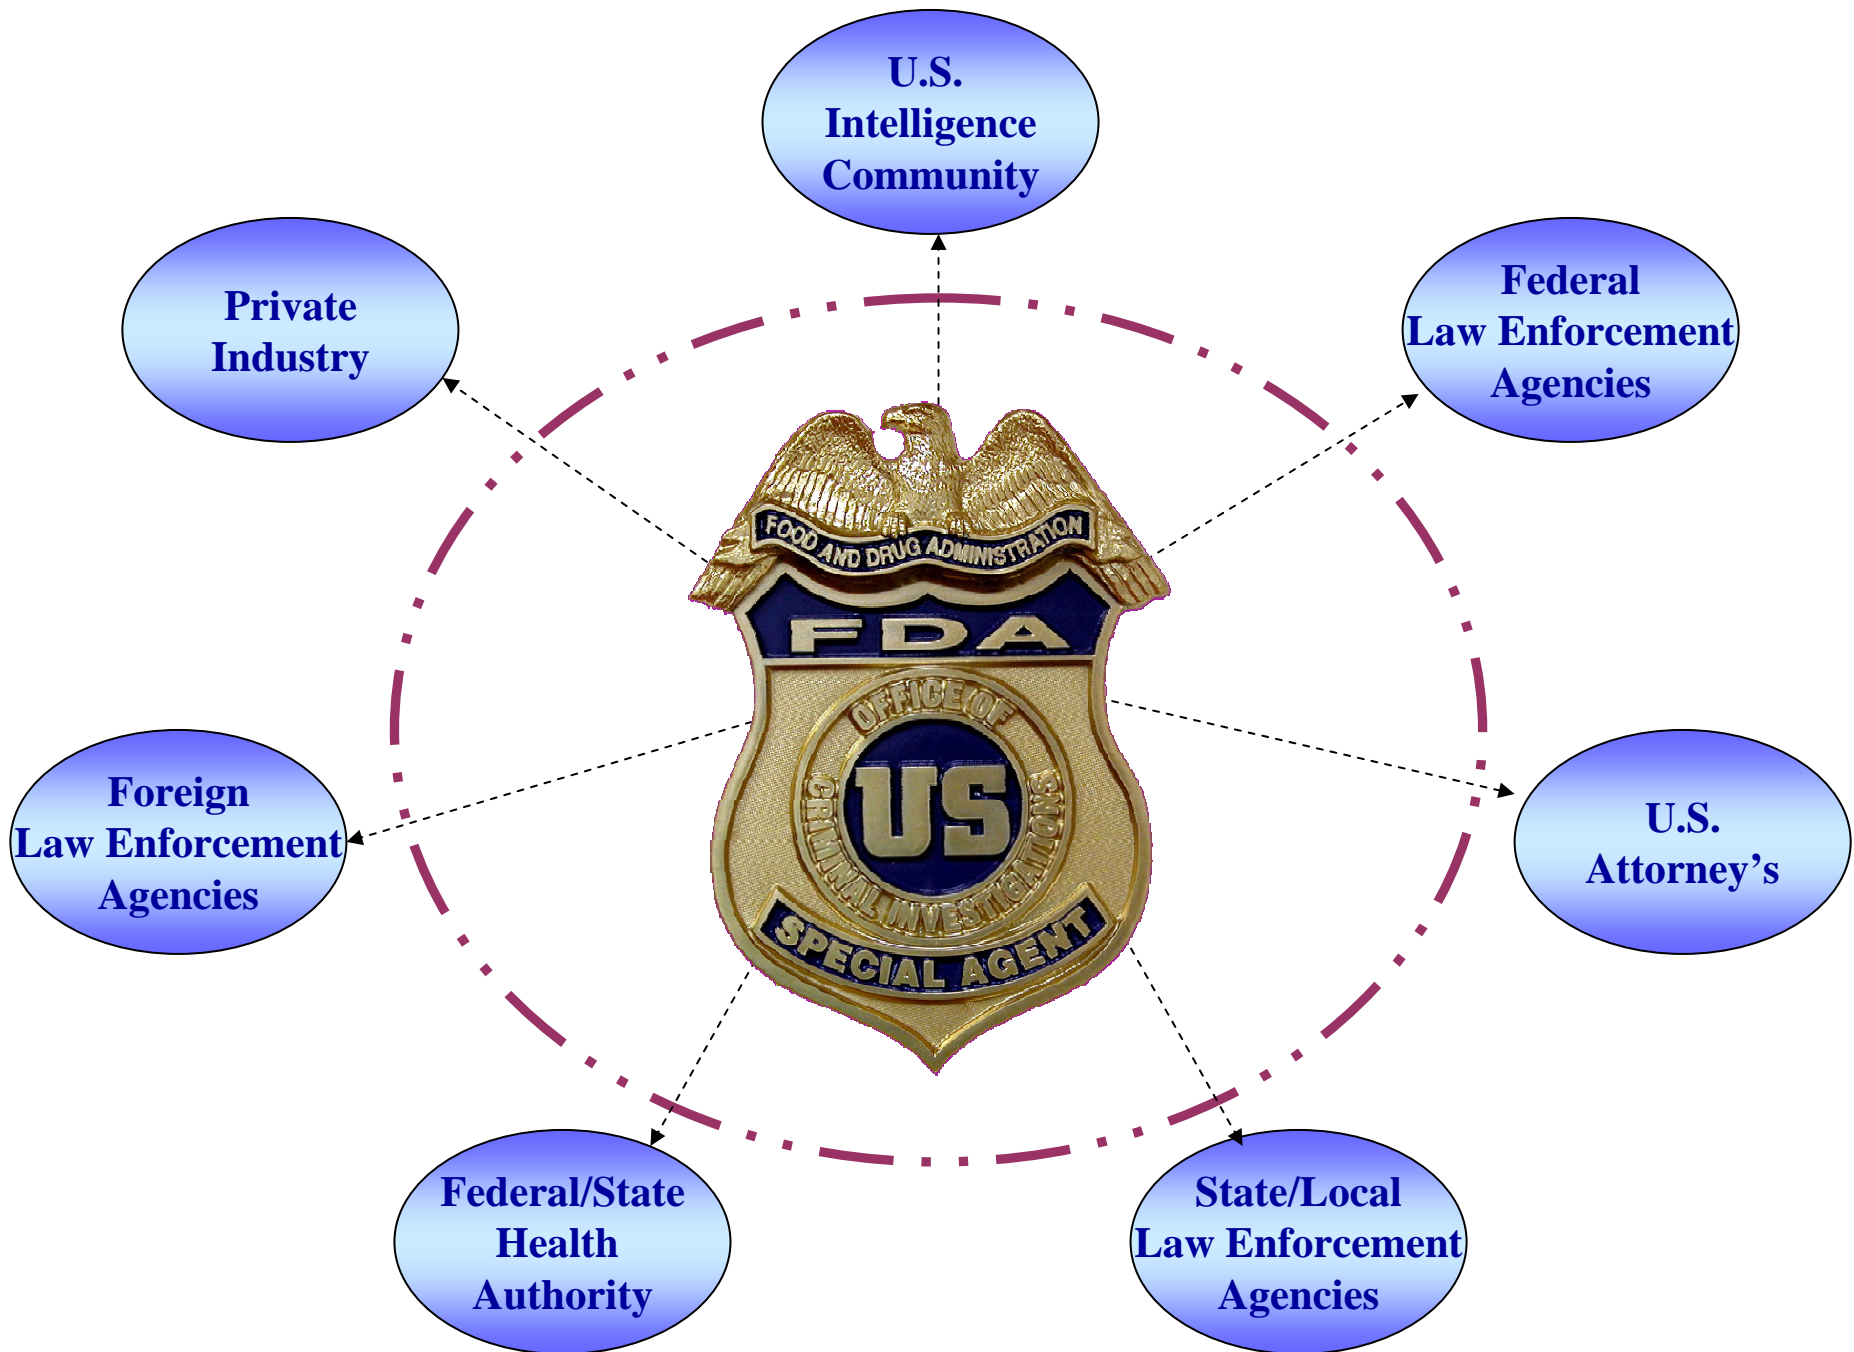 U.S.
Intelligence
Community
Private
Industry
Federal
Law Enforcement
Agencies
FOOD AND DRUG ADMINISTRATION
FDA
OFFICE OF
CRIMINAL INVESTIGATIONS
US
SPECIAL AGENT
Foreign
Law Enforcement
Agencies
U.S.
Attorney’s
Federal/State
Health
Authority
State/Local
Law Enforcement
Agencies